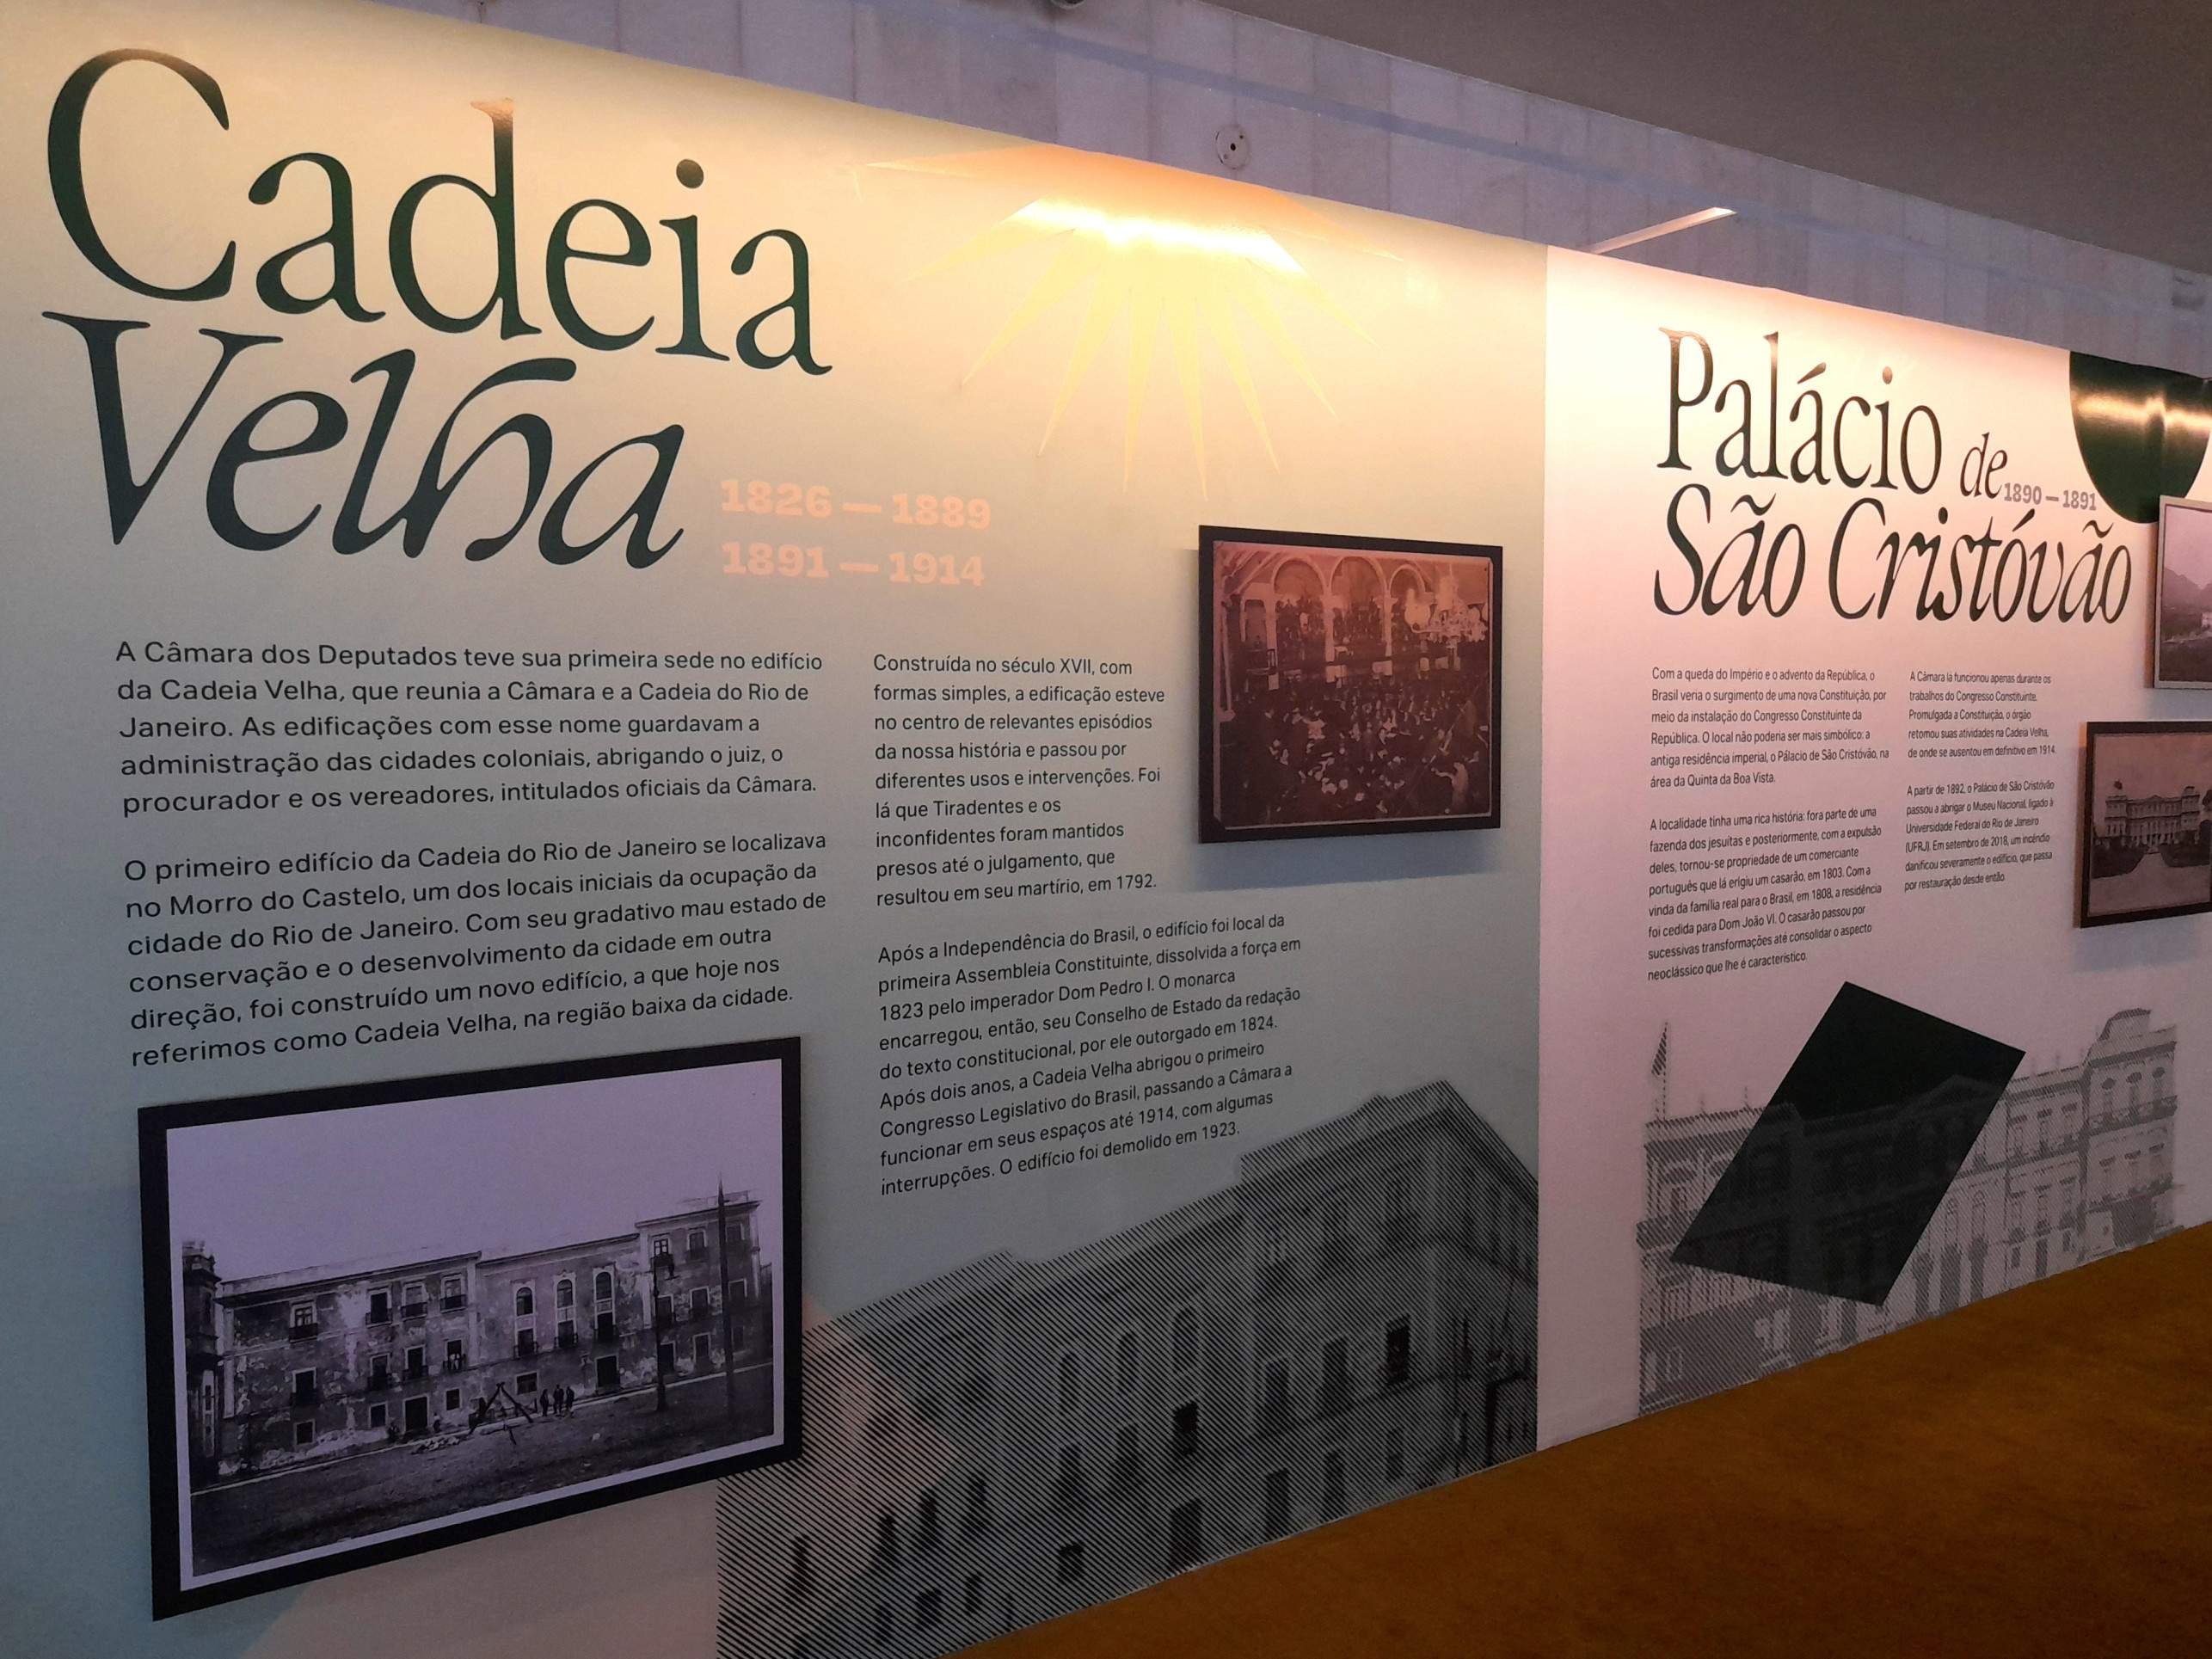 Cadeia
Velha
1826 — 1889
1891 — 1914
A Câmara dos Deputados teve sua primeira sede no edifício
da Cadeia Velha, que reunia a Câmara e a Cadeia do Rio de
Janeiro. As edificações com esse nome guardavam a
administração das cidades coloniais, abrigando o juiz, o
procurador e os vereadores, intitulados oficiais da Câmara.
O primeiro edifício da Cadeia do Rio de Janeiro se localizava
no Morro do Castelo, um dos locais iniciais da ocupação da
cidade do Rio de Janeiro. Com seu gradativo mau estado de
conservação e o desenvolvimento da cidade em outra
direção, foi construído um novo edifício, a que hoje nos
referimos como Cadeia Velha, na região baixa da cidade.
Construída no século XVII, com
formas simples, a edificação esteve
no centro de relevantes episódios
da nossa história e passou por
diferentes usos e intervenções. Foi
lá que Tiradentes e os
inconfidentes foram mantidos
presos até o julgamento, que
resultou em seu martírio, em 1792.
Após a Independência do Brasil, o edifício foi local da
primeira Assembleia Constituinte, dissolvida a força em
1823 pelo imperador Dom Pedro I. O monarca
encarregou, então, seu Conselho de Estado da redação
do texto constitucional, por ele outorgado em 1824.
Após dois anos, a Cadeia Velha abrigou o primeiro
Congresso Legislativo do Brasil, passando a Câmara a
funcionar em seus espaços até 1914, com algumas
interrupções. O edifício foi demolido em 1923.
Palácio de
1890 — 1891
São Cristóvão
Com a queda do Império e o advento da República, o
Brasil veria o surgimento de uma nova Constituição, por
meio da instalação do Congresso Constituinte da
República. O local não poderia ser mais simbólico: a
antiga residência imperial, o Pálacio de São Cristóvão, na
área da Quinta da Boa Vista.
A localidade tinha uma rica história: fora parte de uma
fazenda dos jesuítas e posteriormente, com a expulsão
deles, tornou-se propriedade de um comerciante
português que lá erigiu um casarão, em 1803. Com a
vinda da família real para o Brasil, em 1808, a residência
foi cedida para Dom João VI. O casarão passou por
sucessivas transformações até consolidar o aspecto
neoclássico que lhe é característico.
A Câmara lá funcionou apenas durante os
trabalhos do Congresso Constituinte.
Promulgada a Constituição, o órgão
retomou suas atividades na Cadeia Velha,
de onde se ausentou em definitivo em 1914.
A partir de 1892, o Palácio de São Cristóvão
passou a abrigar o Museu Nacional, ligado à
Universidade Federal do Rio de Janeiro
(UFRJ). Em setembro de 2018, um incêndio
danificou severamente o edifício, que passa
por restauração desde então.